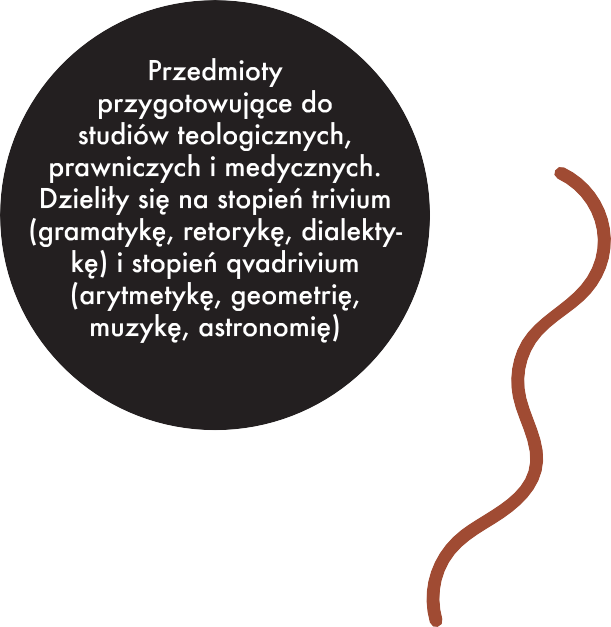 Przedmioty
przygotowujące do
studiów teologicznych,
prawniczych i medycznych.
Dzieliły się na stopień trivium
(gramatykę, retorykę, dialekty-
kę) i stopień qvadrivium
(arytmetykę, geometrię,
muzykę, astronomię)